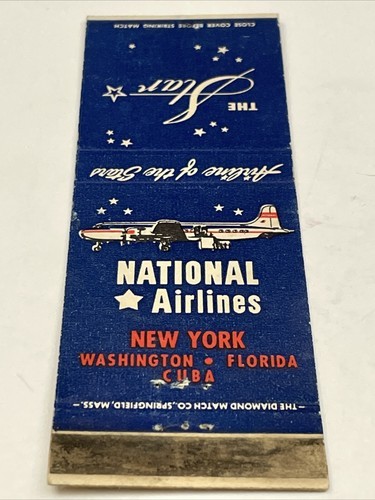 CLOSE COVER BEFORE STRIKING MATCH
THE
Star
Airline of the Stars
NATIONAL
★ Airlines
NEW YORK
WASHINGTON • FLORIDA
CUBA
—THE DIAMOND MATCH CO., SPRINGFIELD, MASS.—